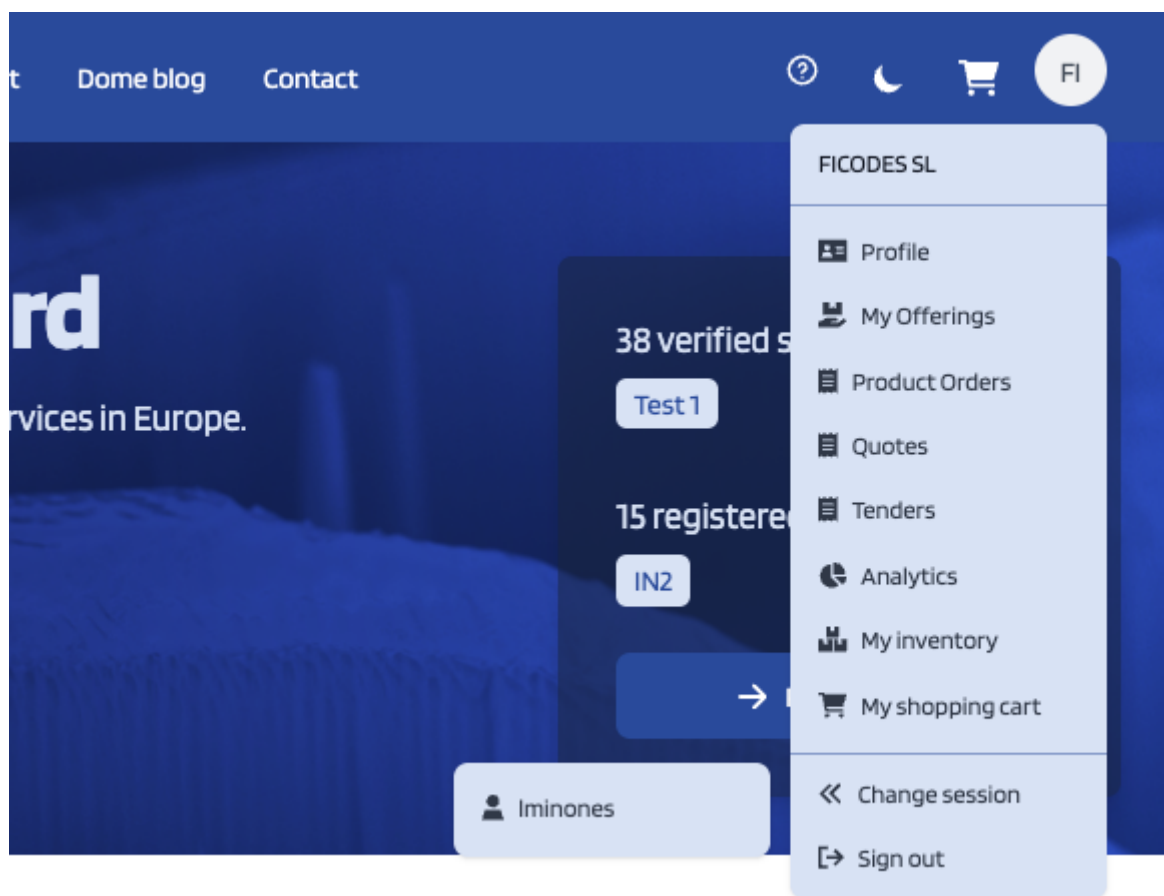 t Dome blog Contact
FI
FICODES SL
Profile
My Offerings
Product Orders
Quotes
Tenders
Analytics
My inventory
My shopping cart
Change session
Sign out
rd
rvices in Europe.
38 verified s
Test 1
15 registere
IN2
Iminones